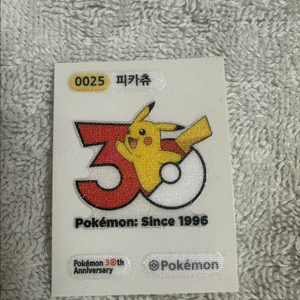 0025 피카츄
30
Pokémon: Since 1996
Pokémon 30th
Anniversary
Pokémon